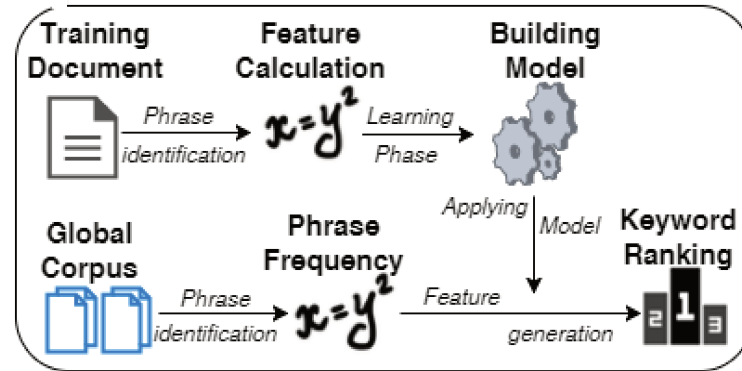 Training
Document
Feature
Calculation
Building
Model
Phrase
identification
x=y²
Learning
Phase
Applying
Model
Global
Corpus
Phrase
Frequency
Keyword
Ranking
Phrase
identification
x=y²
Feature
generation
2 1 3